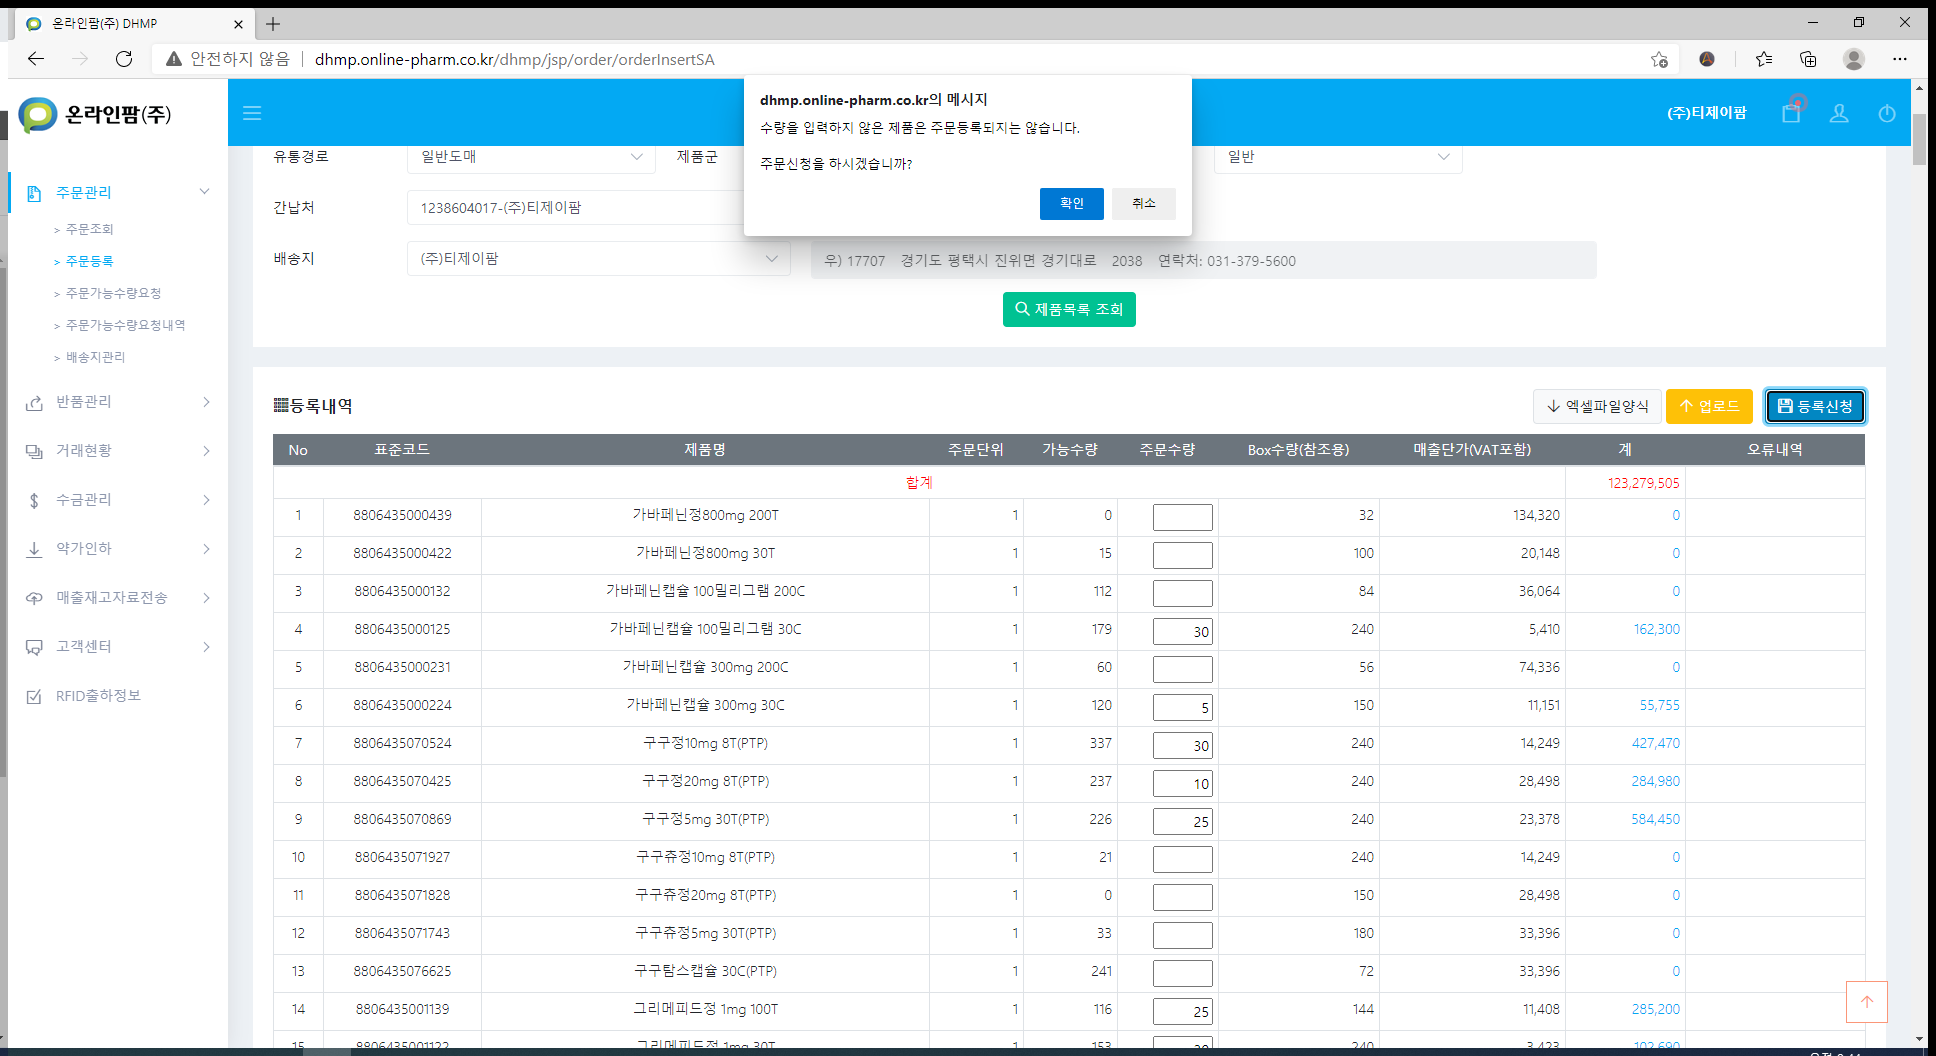 온라인팜(주) DHMP
안전하지 않음 dhmp.online-pharm.co.kr/dhmp/jsp/order/orderInsertSA
dhmp.online-pharm.co.kr의 메시지
수량을 입력하지 않은 제품은 주문등록되지는 않습니다.
주문신청을 하시겠습니까?
확인 취소
온라인팜(주)
(주)티제이팜
주문관리
> 주문조회
> 주문등록
> 주문가능수량요청
> 주문가능수량요청내역
> 배송지관리
반품관리
거래현황
수금관리
약가인하
매출재고자료전송
고객센터
RFID출하정보
유통경로 일반도매 제품군 일반
간납처 1238604017-(주)티제이팜
배송지 (주)티제이팜 우) 17707 경기도 평택시 진위면 경기대로 2038 연락처: 031-379-5600
제품목록 조회
등록내역 엑셀파일양식 업로드 등록신청
No 표준코드 제품명 주문단위 가능수량 주문수량 Box수량(참조용) 매출단가(VAT포함) 계 오류내역
합계 123,279,505
1 8806435000439 가바페닌정800mg 200T 1 0 32 134,320 0
2 8806435000422 가바페닌정800mg 30T 1 15 100 20,148 0
3 8806435000132 가바페닌캡슐 100밀리그램 200C 1 112 84 36,064 0
4 8806435000125 가바페닌캡슐 100밀리그램 30C 1 179 30 240 5,410 162,300
5 8806435000231 가바페닌캡슐 300mg 200C 1 60 56 74,336 0
6 8806435000224 가바페닌캡슐 300mg 30C 1 120 5 150 11,151 55,755
7 8806435070524 구구정10mg 8T(PTP) 1 337 30 240 14,249 427,470
8 8806435070425 구구정20mg 8T(PTP) 1 237 10 240 28,498 284,980
9 8806435070869 구구정5mg 30T(PTP) 1 226 25 240 23,378 584,450
10 8806435071927 구구츄정10mg 8T(PTP) 1 21 240 14,249 0
11 8806435071828 구구츄정20mg 8T(PTP) 1 0 150 28,498 0
12 8806435071743 구구츄정5mg 30T(PTP) 1 33 180 33,396 0
13 8806435076625 구구탐스캡슐 30C(PTP) 1 241 72 33,396 0
14 8806435001139 그리메피드정 1mg 100T 1 116 25 144 11,408 285,200
15 8806435001122 그리메피드정 1mg 30T 1 153 30 240 3,423 102,690